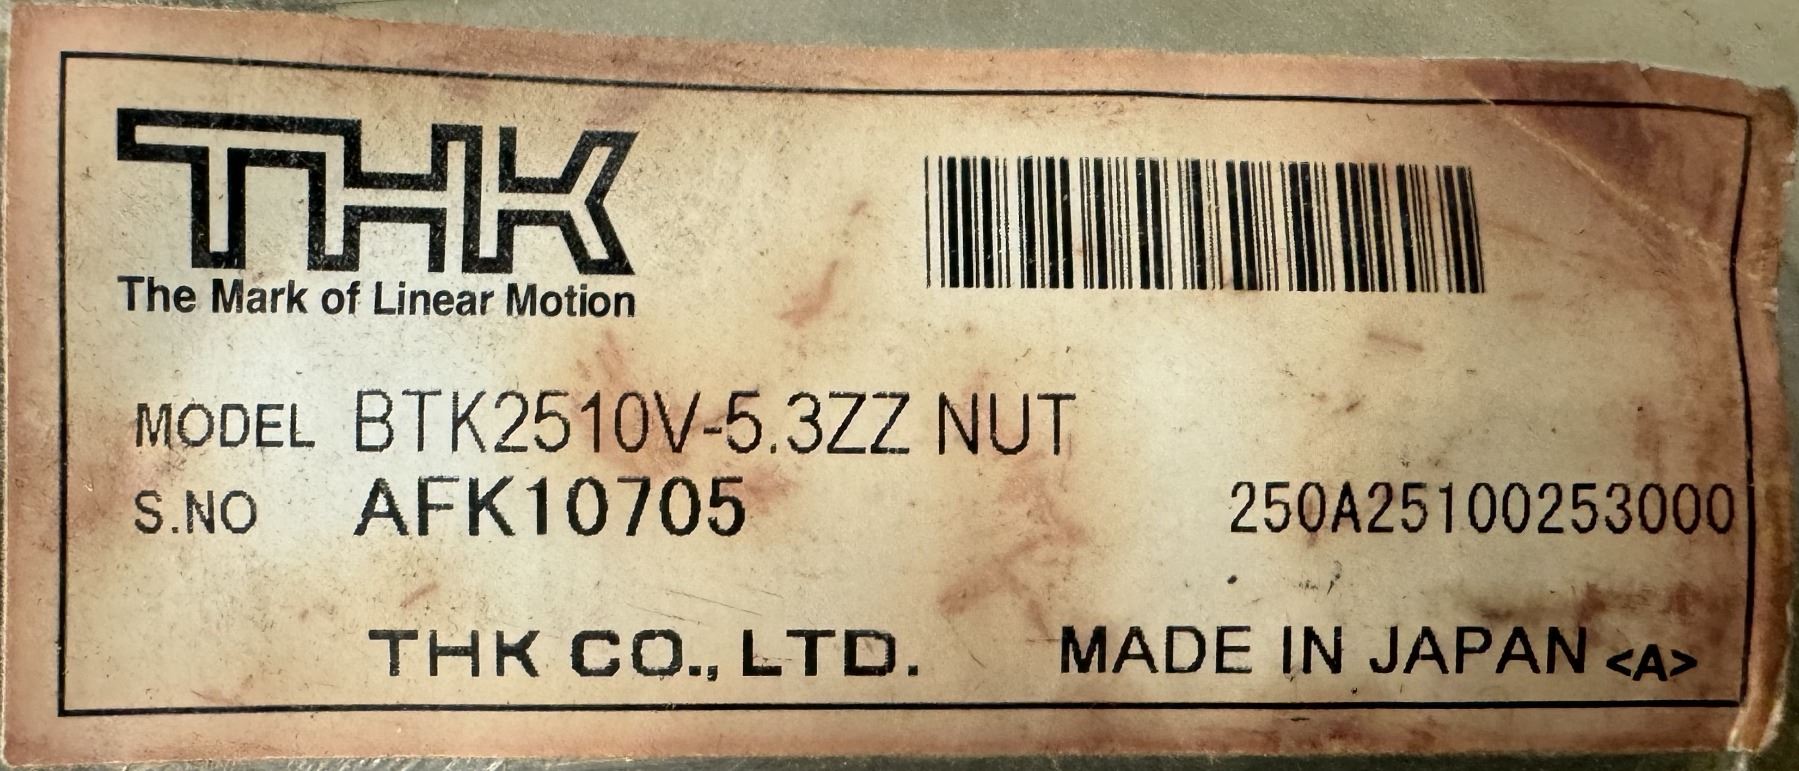 THK
The Mark of Linear Motion
MODEL BTK2510V-5.3ZZ NUT
S.NO AFK10705 250A25100253000
THK CO., LTD. MADE IN JAPAN <A>